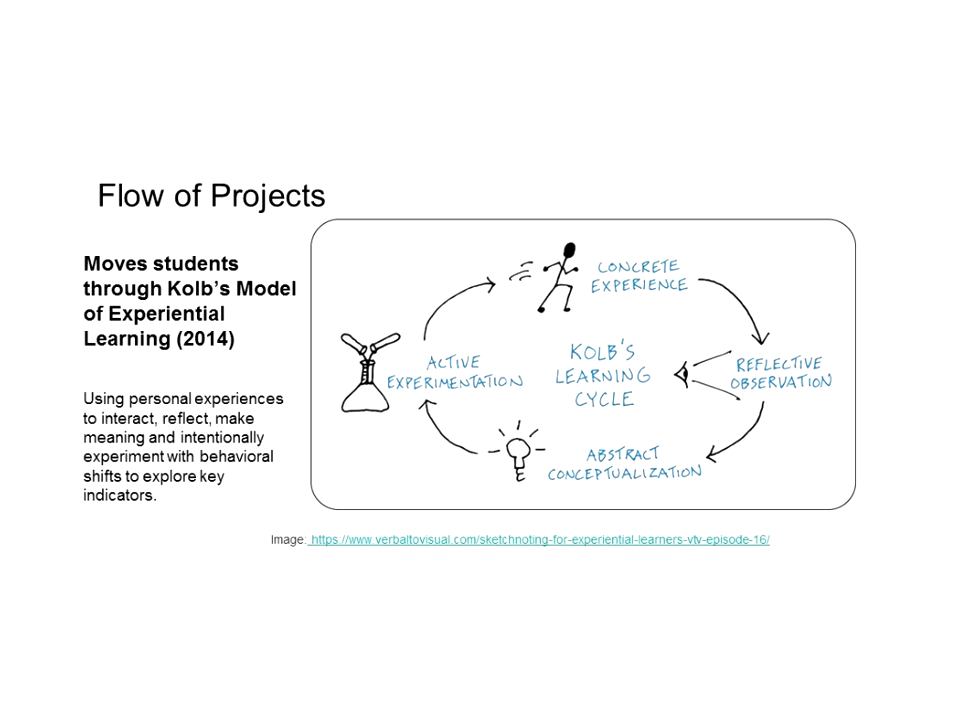 Flow of Projects
Moves students
through Kolb's Model
of Experiential
Learning (2014)
Using personal experiences
to interact, reflect, make
meaning and intentionally
experiment with behavioral
shifts to explore key
indicators.
CONCRETE
EXPERIENCE
ACTIVE
EXPERIMENTATION
KOLB'S
LEARNING
CYCLE
REFLECTIVE
OBSERVATION
ABSTRACT
CONCEPTUALIZATION
Image: https://www.verbaltovisual.com/sketchnoting-for-experiential-learners-vtv-episode-16/